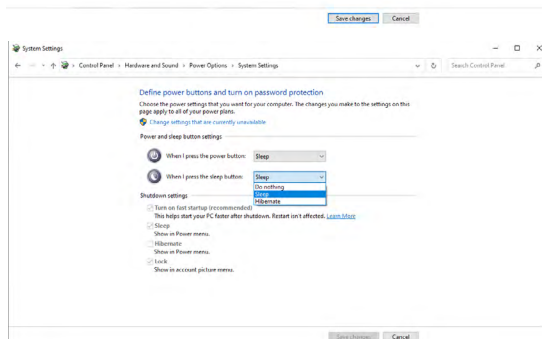 Save changes Cancel
System Settings
Control Panel > Hardware and Sound > Power Options > System Settings
Search Control Panel
Define power buttons and turn on password protection
Choose the power settings that you want for your computer. The changes you make to the settings on this
page apply to all of your power plans.
Change settings that are currently unavailable
Power and sleep button settings
When I press the power button: Sleep
When I press the sleep button: Sleep
Do nothing
Sleep
Hibernate
Shutdown settings
Turn on fast startup (recommended)
This helps start your PC faster after shutdown. Restart isn't affected. Learn More
Sleep
Show in Power menu.
Hibernate
Show in Power menu.
Lock
Show in account picture menu.
Save changes Cancel